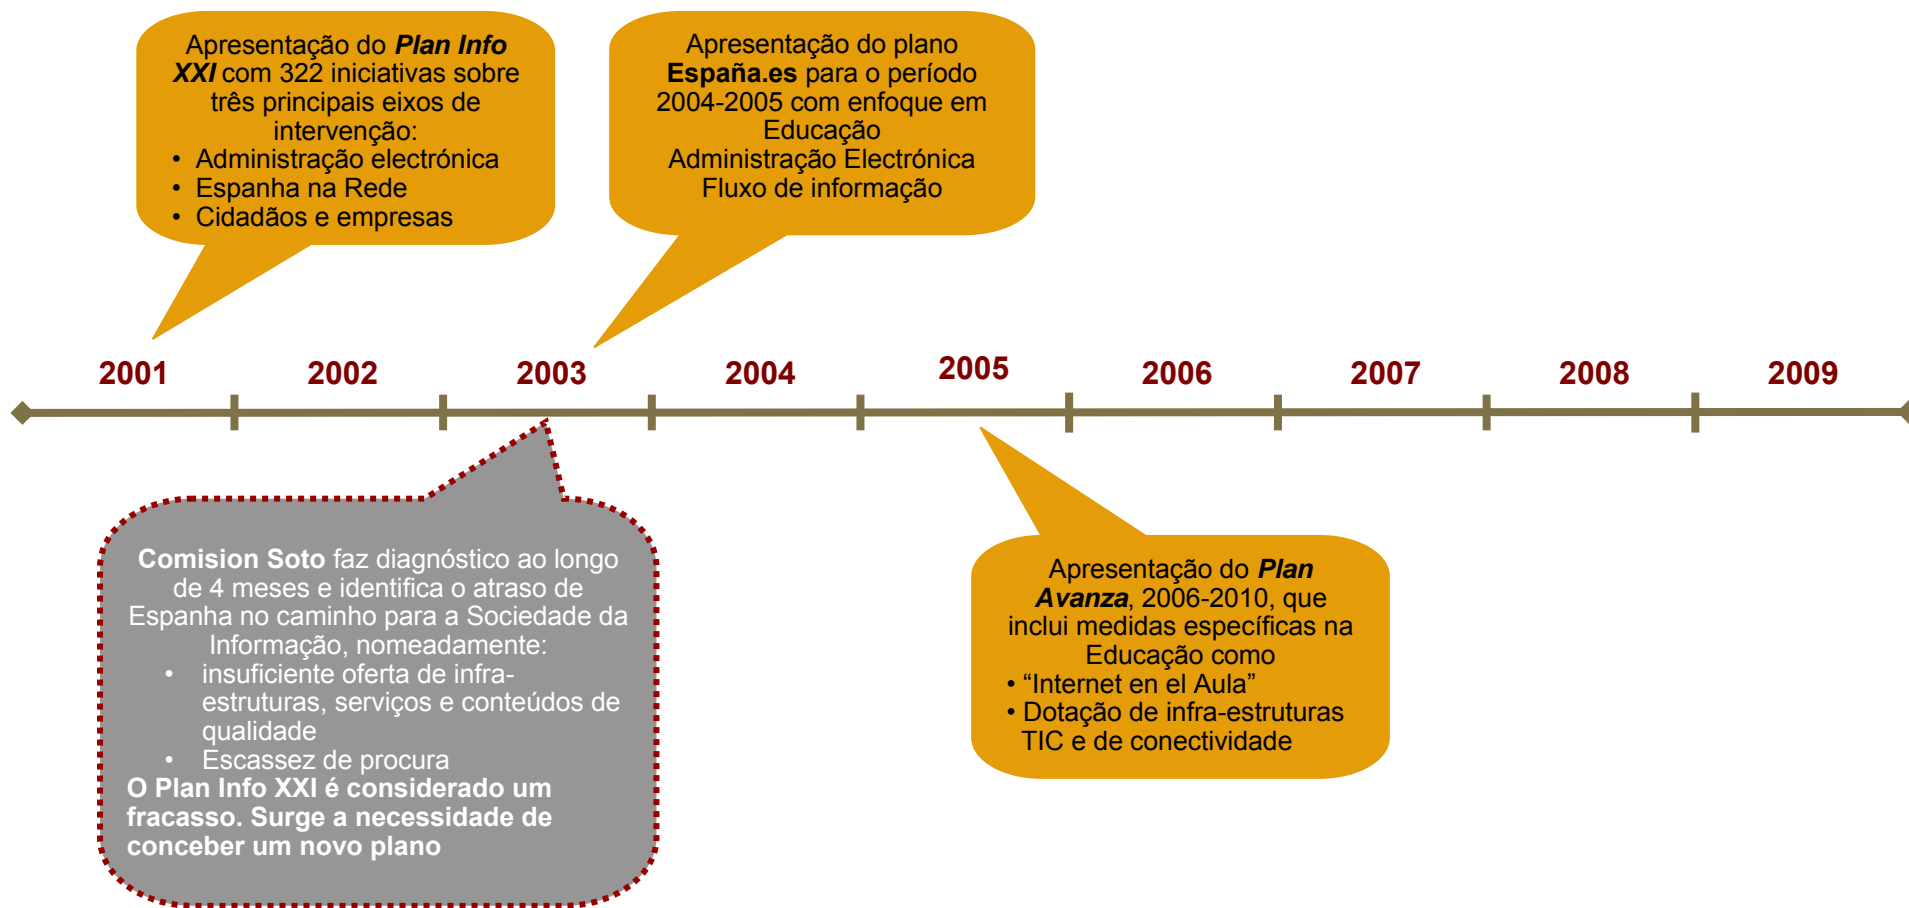 Apresentação do Plan Info
XXI com 322 iniciativas sobre
três principais eixos de
intervenção:
• Administração electrónica
• Espanha na Rede
• Cidadãos e empresas
Apresentação do plano
España.es para o período
2004-2005 com enfoque em
Educação
Administração Electrónica
Fluxo de informação
2001
2002
2003
2004
2005
2006
2007
2008
2009
Comision Soto faz diagnóstico ao longo
de 4 meses e identifica o atraso de
Espanha no caminho para a Sociedade da
Informação, nomeadamente:
• insuficiente oferta de infra-
estruturas, serviços e conteúdos de
qualidade
• Escassez de procura
O Plan Info XXI é considerado um
fracasso. Surge a necessidade de
conceber um novo plano
Apresentação do Plan
Avanza, 2006-2010, que
inclui medidas específicas na
Educação como
• “Internet en el Aula”
• Dotação de infra-estruturas
TIC e de conectividade